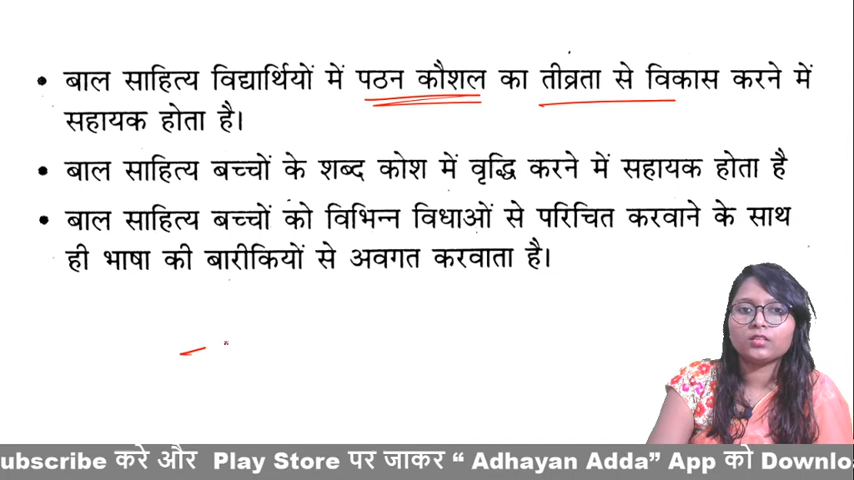 • बाल साहित्य विद्यार्थियों में पठन कौशल का तीव्रता से विकास करने में
सहायक होता है।
• बाल साहित्य बच्चों के शब्द कोश में वृद्धि करने में सहायक होता है
• बाल साहित्य बच्चों को विभिन्न विधाओं से परिचित करवाने के साथ
ही भाषा की बारीकियों से अवगत करवाता है।
ubscribe करे और Play Store पर जाकर “ Adhayan Adda” App को Downlo